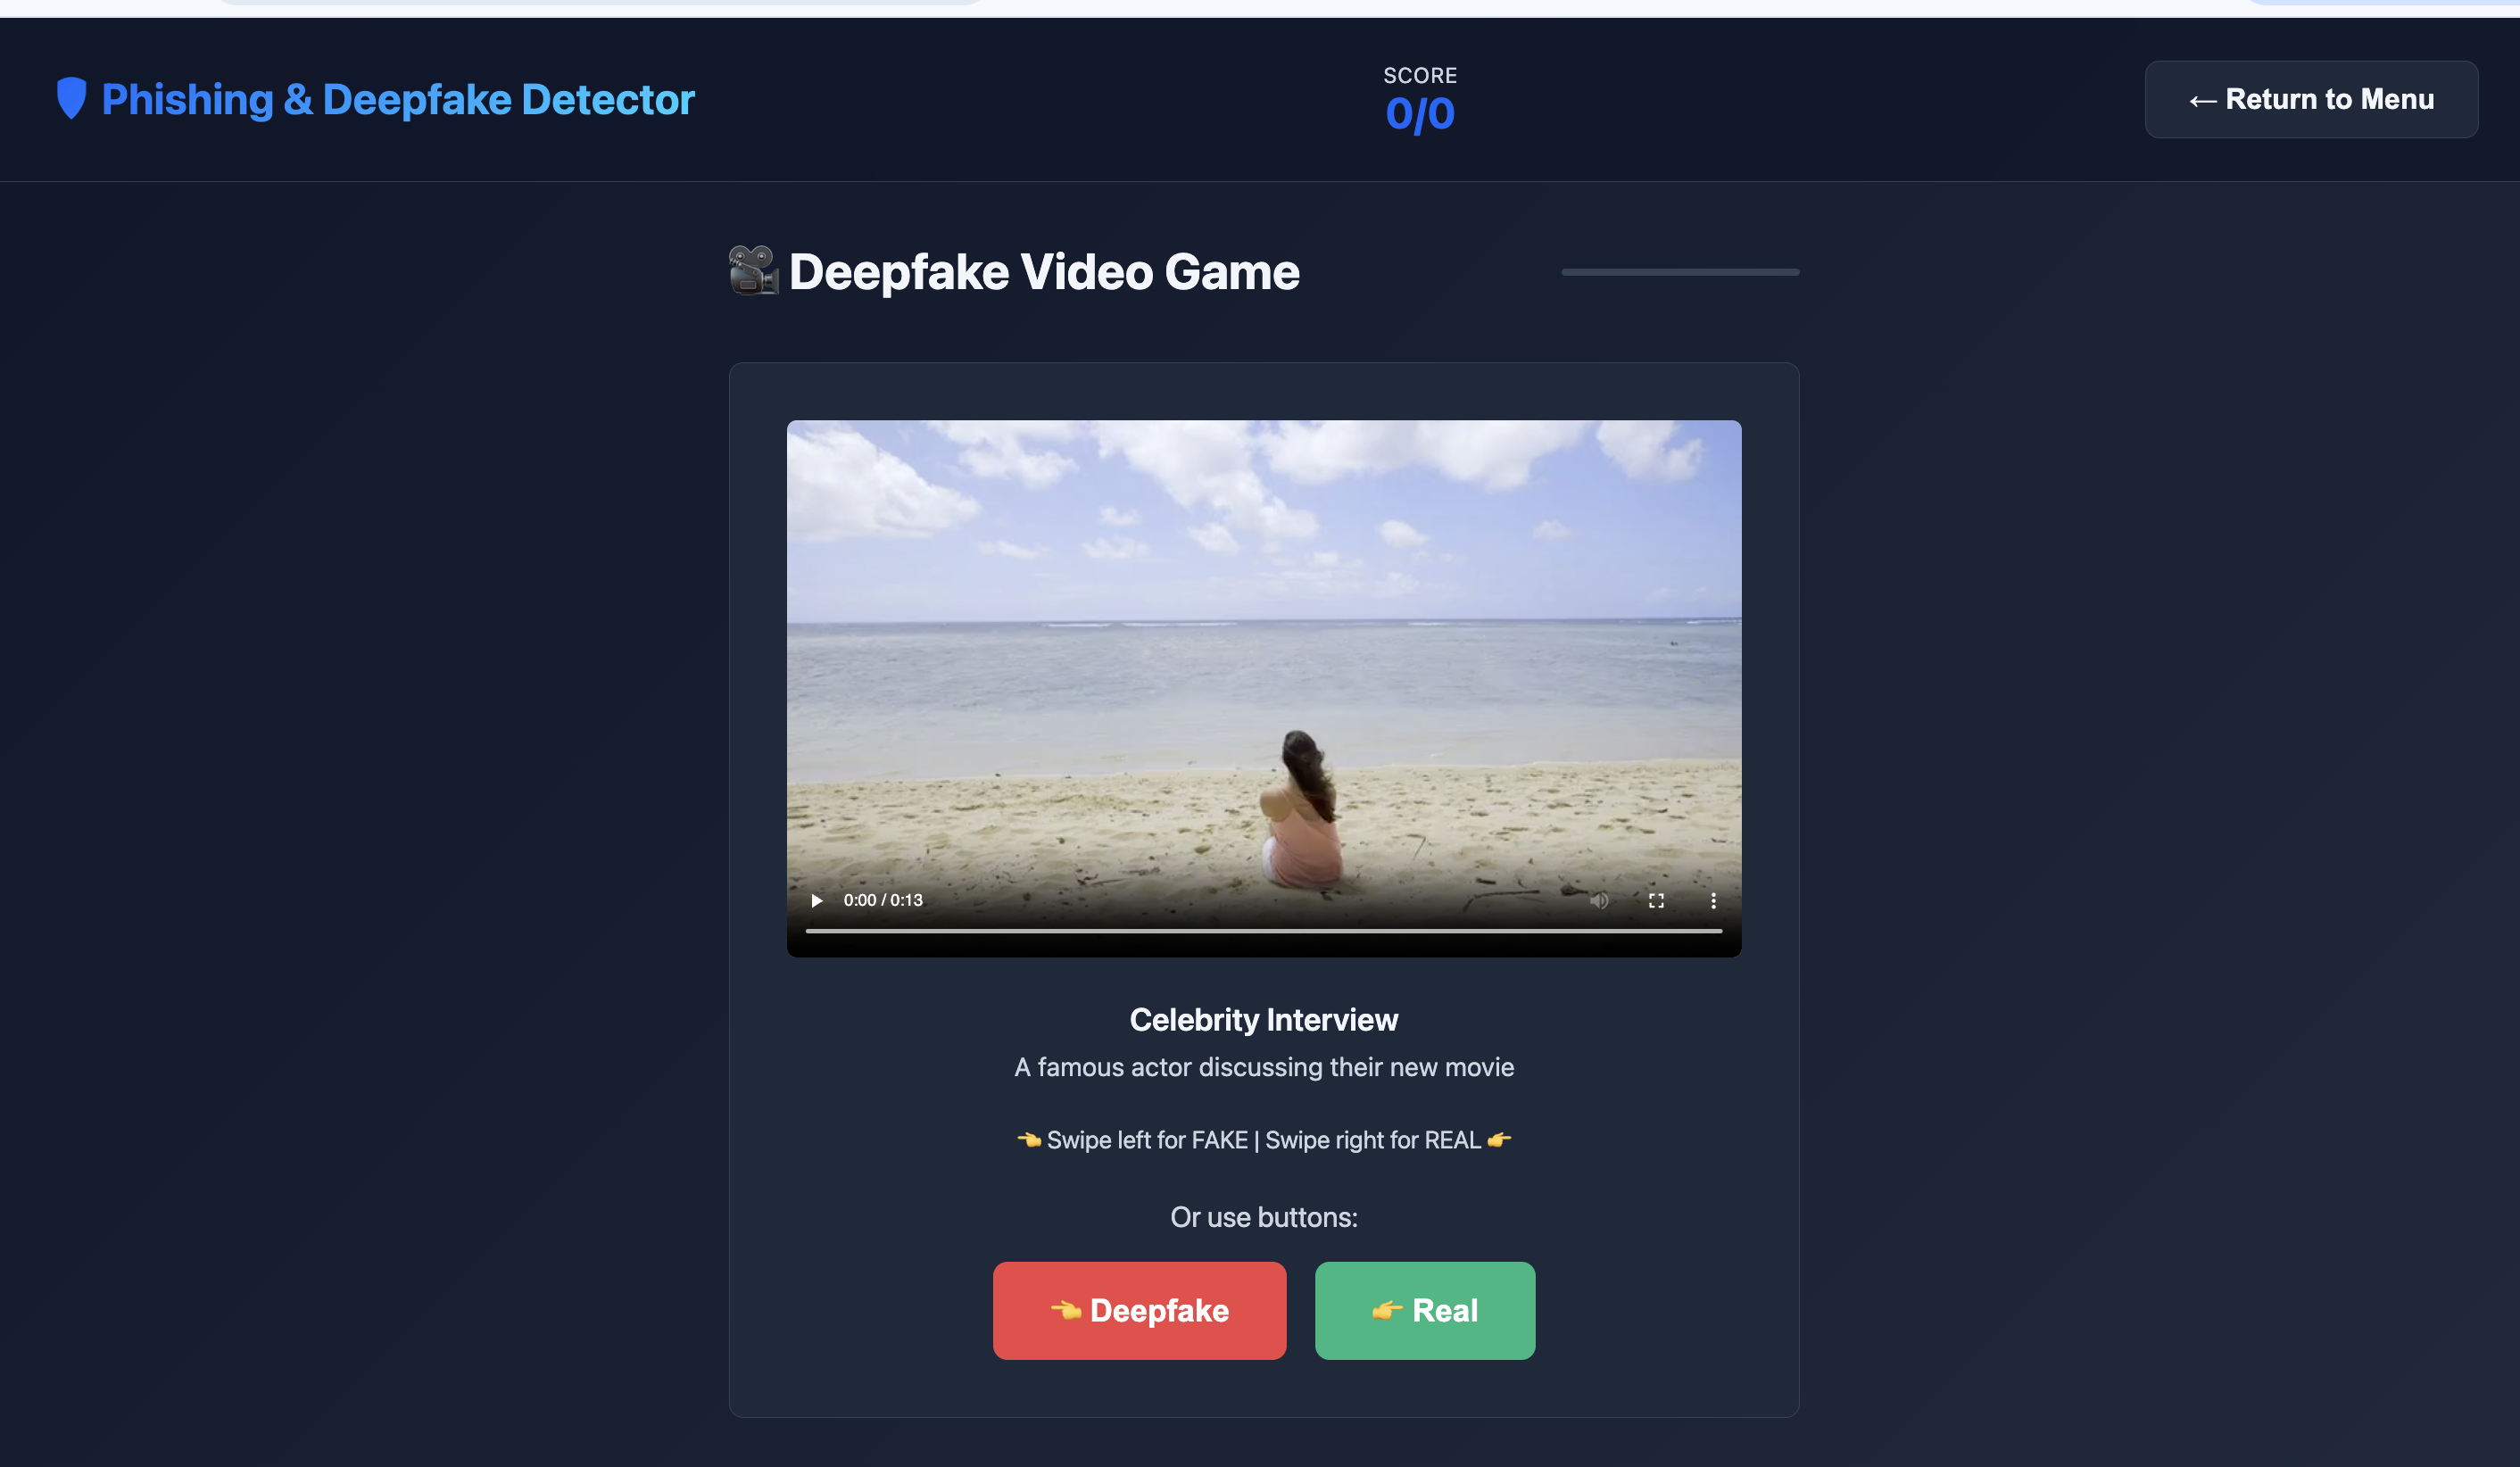 Phishing & Deepfake Detector
SCORE
0/0
← Return to Menu
🎥 Deepfake Video Game
0:00 / 0:13
Celebrity Interview
A famous actor discussing their new movie
👈 Swipe left for FAKE | Swipe right for REAL 👉
Or use buttons:
👈 Deepfake
👉 Real